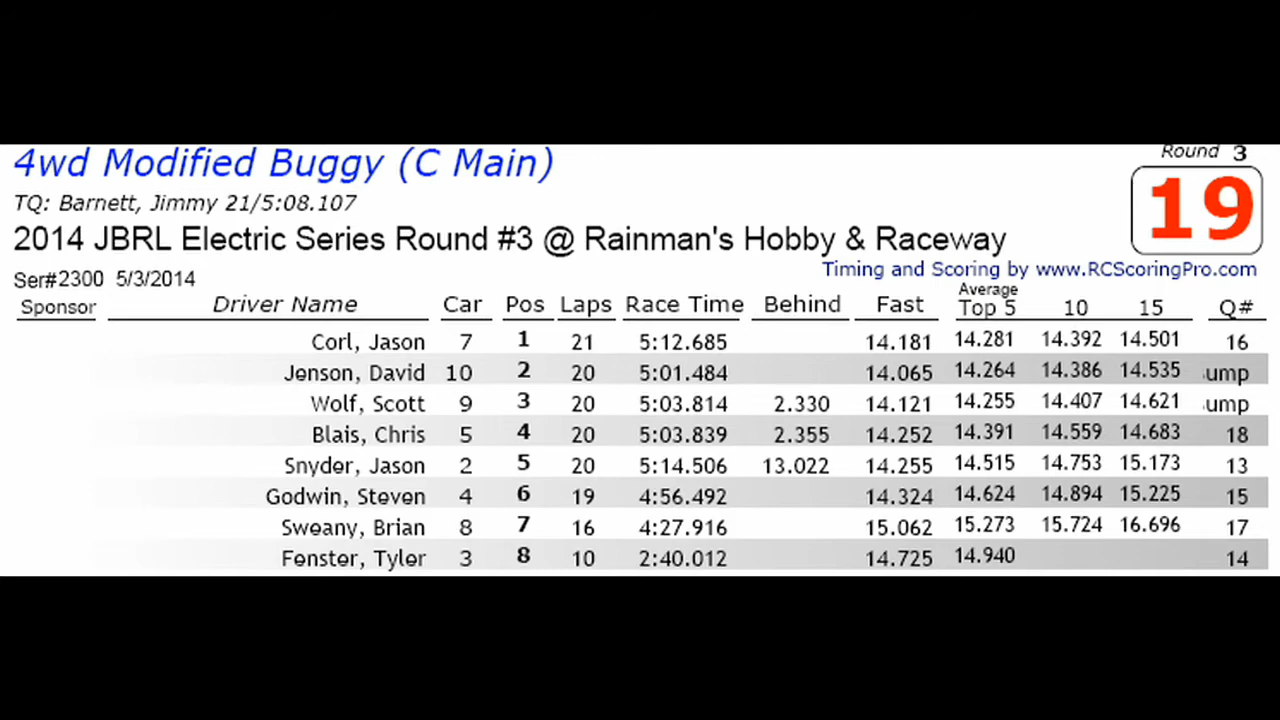 Round 3
4wd Modified Buggy (C Main)
19
TQ: Barnett, Jimmy 21/5:08.107
2014 JBRL Electric Series Round #3 @ Rainman's Hobby & Raceway
Timing and Scoring by www.RCScoringPro.com
Ser#2300 5/3/2014
Average
Sponsor Driver Name Car Pos Laps Race Time Behind Fast Top 5 10 15 Q#
Corl, Jason 7 1 21 5:12.685 14.181 14.281 14.392 14.501 16
Jenson, David 10 2 20 5:01.484 14.065 14.264 14.386 14.535 ump
Wolf, Scott 9 3 20 5:03.814 2.330 14.121 14.255 14.407 14.621 ump
Blais, Chris 5 4 20 5:03.839 2.355 14.252 14.391 14.559 14.683 18
Snyder, Jason 2 5 20 5:14.506 13.022 14.255 14.515 14.753 15.173 13
Godwin, Steven 4 6 19 4:56.492 14.324 14.624 14.894 15.225 15
Sweany, Brian 8 7 16 4:27.916 15.062 15.273 15.724 16.696 17
Fenster, Tyler 3 8 10 2:40.012 14.725 14.940 14